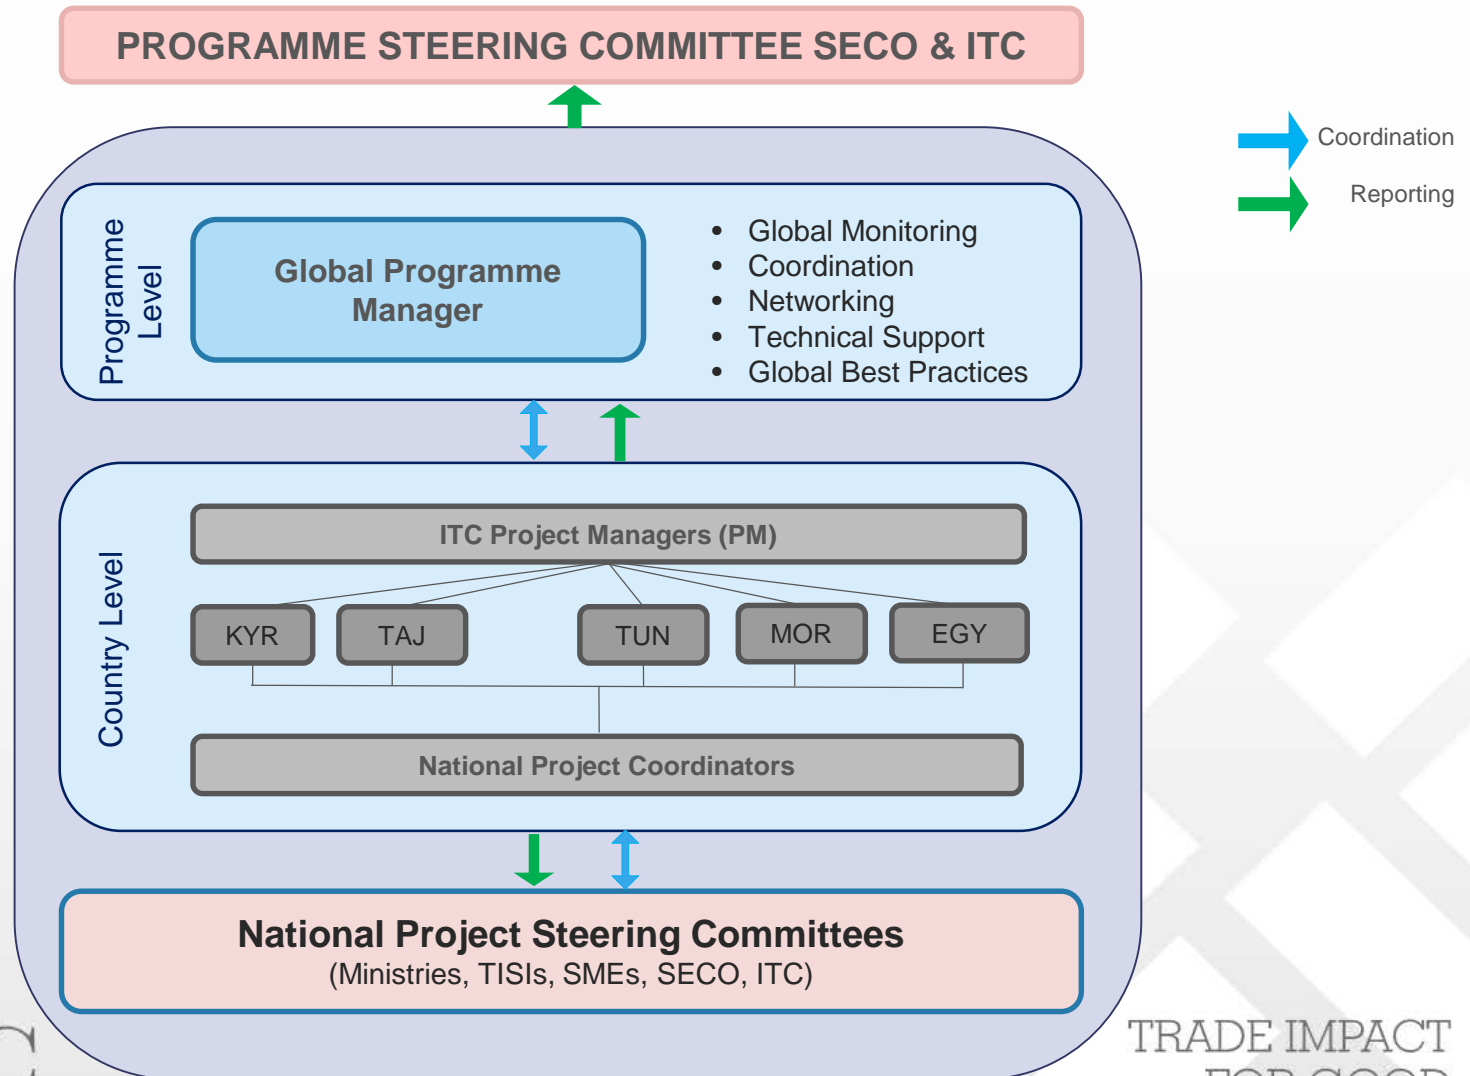 PROGRAMME STEERING COMMITTEE SECO & ITC
Coordination
Reporting
Programme
Level
Global Programme
Manager
• Global Monitoring
• Coordination
• Networking
• Technical Support
• Global Best Practices
Country Level
ITC Project Managers (PM)
KYR
TAJ
TUN
MOR
EGY
National Project Coordinators
National Project Steering Committees
(Ministries, TISIs, SMEs, SECO, ITC)
TRADE IMPACT
FOR GOOD